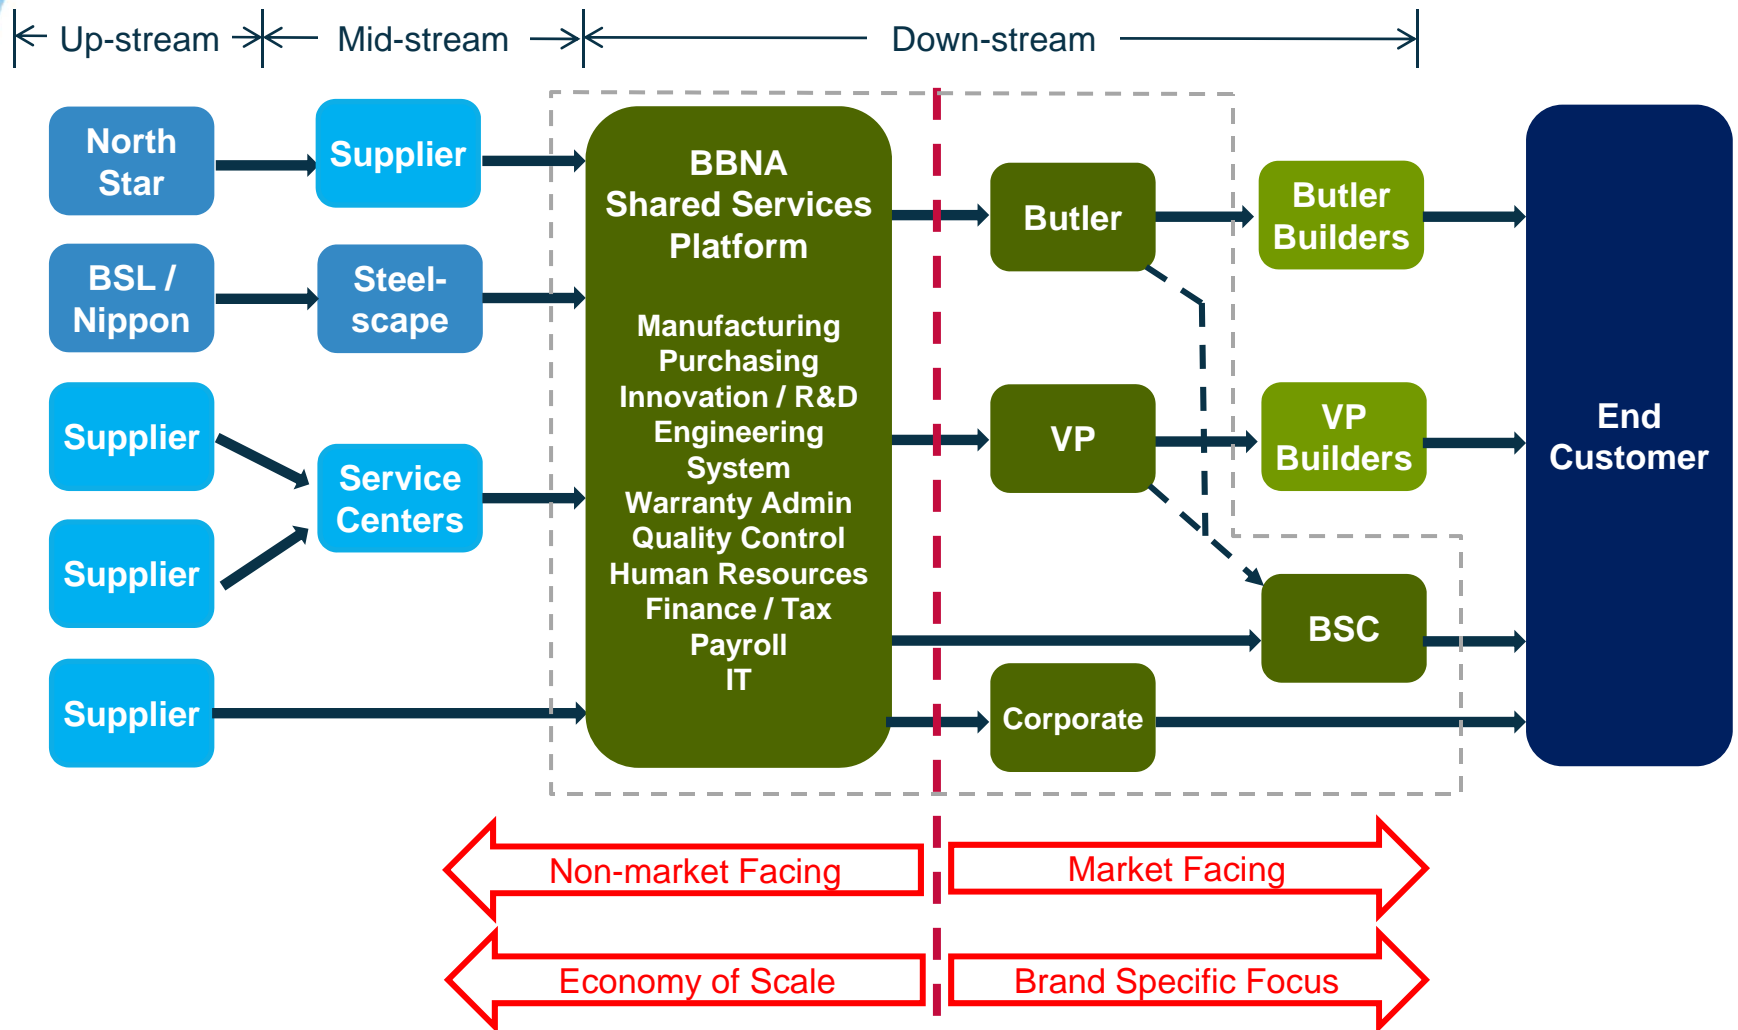 Up-stream
Mid-stream
Down-stream
North
Star
Supplier
BSL /
Nippon
Steel-
scape
Supplier
Supplier
Service
Centers
Supplier
BBNA
Shared Services
Platform
Manufacturing
Purchasing
Innovation / R&D
Engineering
System
Warranty Admin
Quality Control
Human Resources
Finance / Tax
Payroll
IT
Butler
Butler
Builders
VP
VP
Builders
BSC
Corporate
End
Customer
Non-market Facing
Market Facing
Economy of Scale
Brand Specific Focus